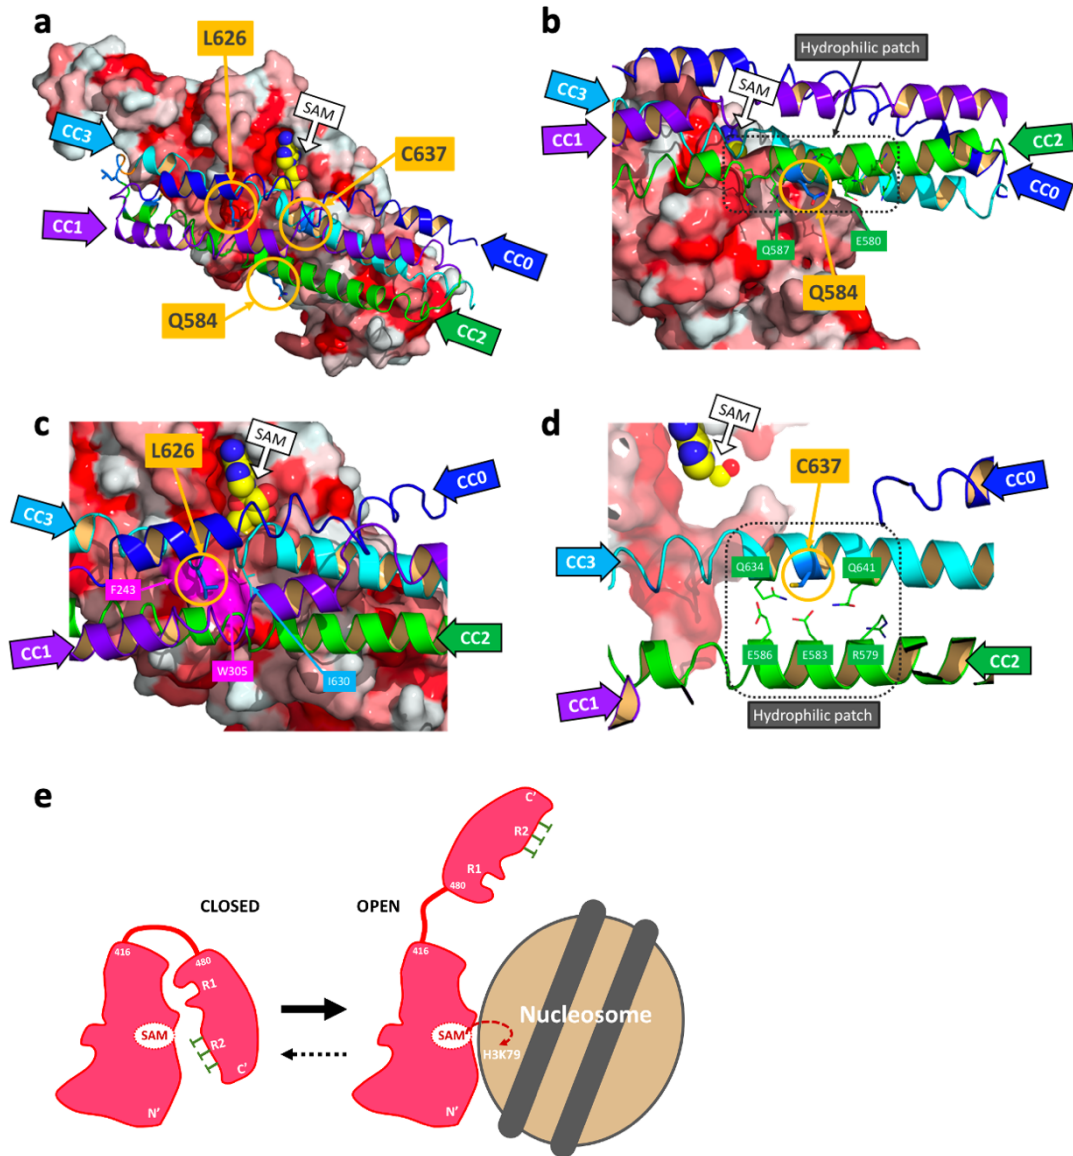 a
L626
SAM
CC3
C637
CC1
CC0
Q584
CC2
b
Hydrophilic patch
CC3
SAM
CC1
CC2
CC0
Q587
E580
Q584
c
SAM
L626
CC0
CC3
F243
CC1
CC2
W305
I630
d
SAM
C637
CC0
CC3
Q634
Q641
E586
E583
R579
CC2
CC1
Hydrophilic patch
e
CLOSED
416
480
R1
SAM
R2
C'
N'
OPEN
C'
R2
R1
480
416
SAM
Nucleosome
H3K79
N'